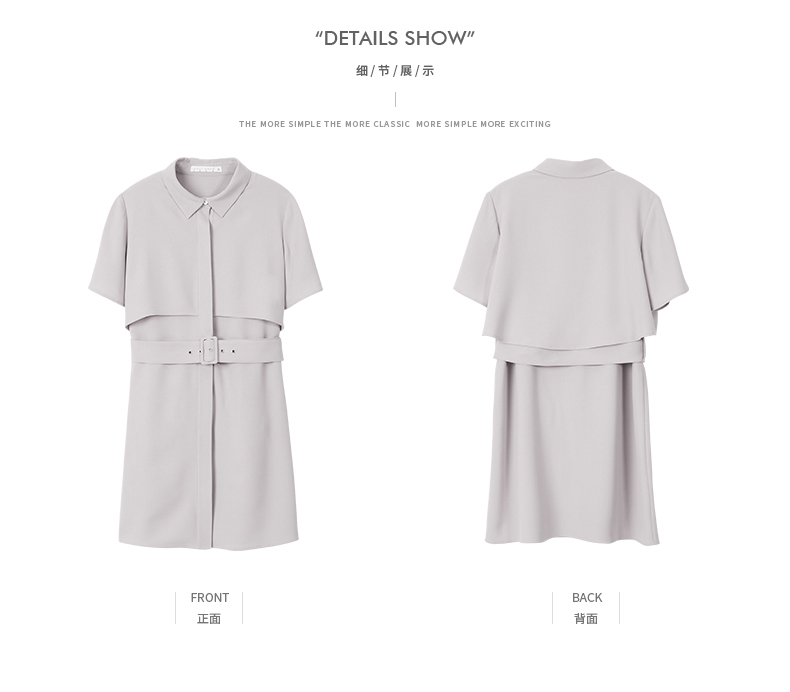 “DETAILS SHOW”
细/节/展/示
THE MORE SIMPLE THE MORE CLASSIC MORE SIMPLE MORE EXCITING
FRONT
正面
BACK
背面